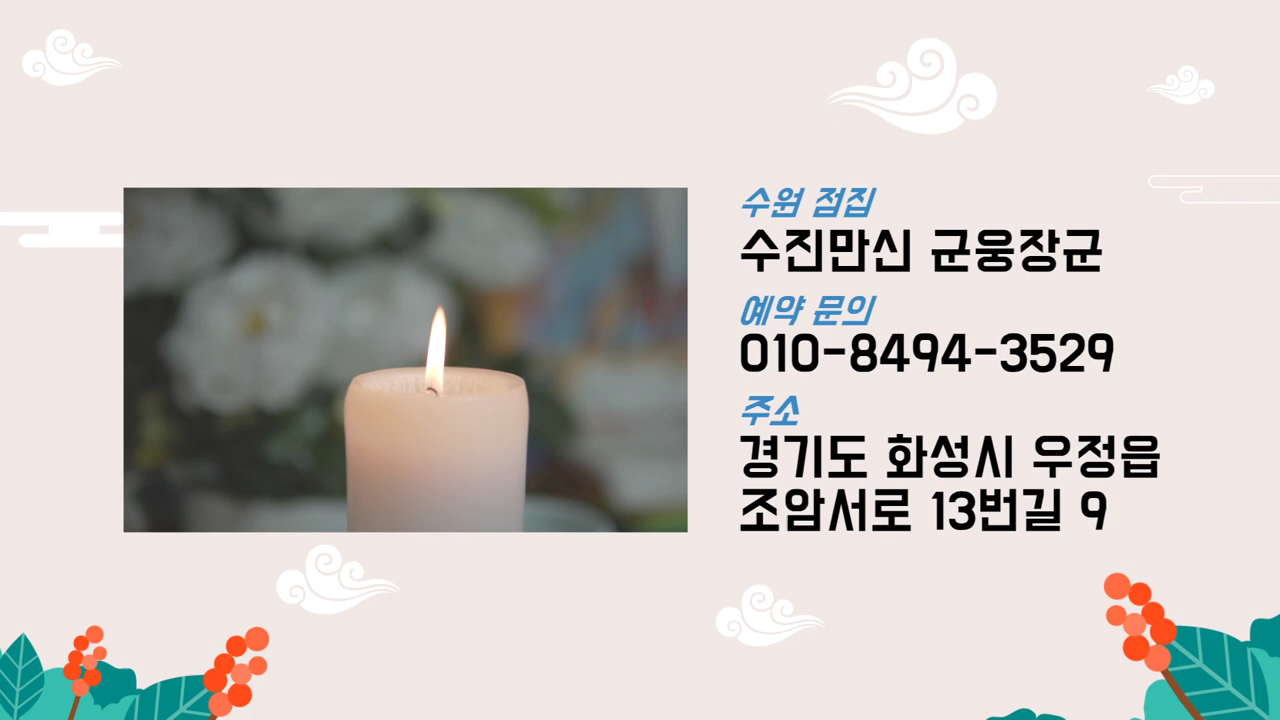 수원 점집
수진만신 군웅장군
예약 문의
010-8494-3529
주소
경기도 화성시 우정읍
조암서로 13번길 9